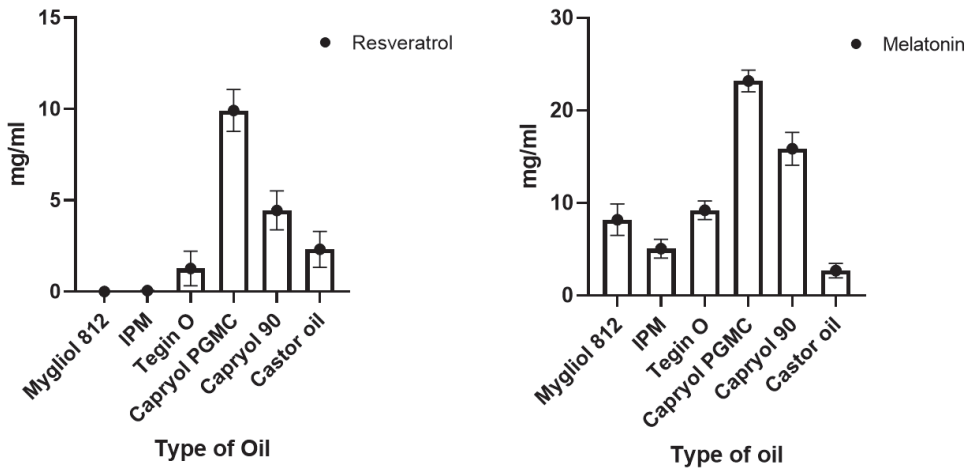 15
10
5
0
mg/ml
Resveratrol
Mygliol 812
IPM
Tegin O
Capryol PGMC
Capryol 90
Castor oil
Type of Oil
30
20
10
0
mg/ml
Melatonin
Mygliol 812
IPM
Tegin O
Capryol PGMC
Capryol 90
Castor oil
Type of oil